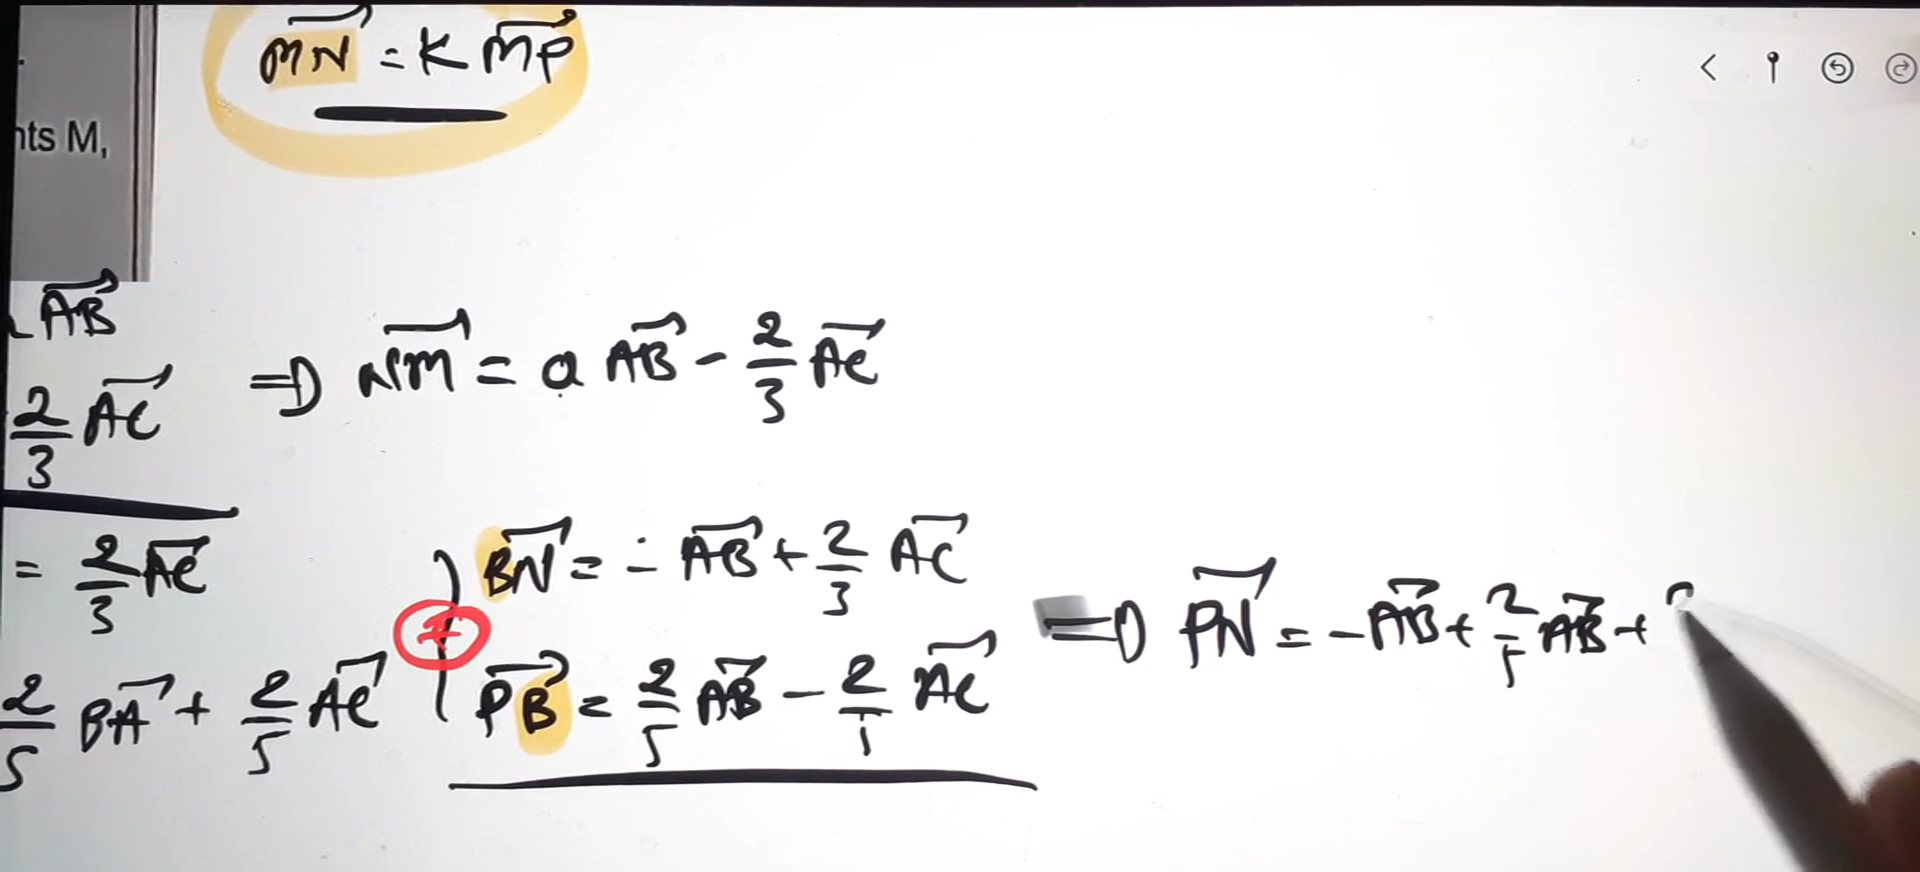 MN = K MP
nts M,
AB
2/3 AC ⇒ NM = a AB - 2/3 AC
= 2/3 AC
BN = - AB + 2/3 AC
+
⇒ PN = -AB + 2/5 AB +
2/5 BA + 2/5 AC
PB = 2/5 AB - 2/5 AC